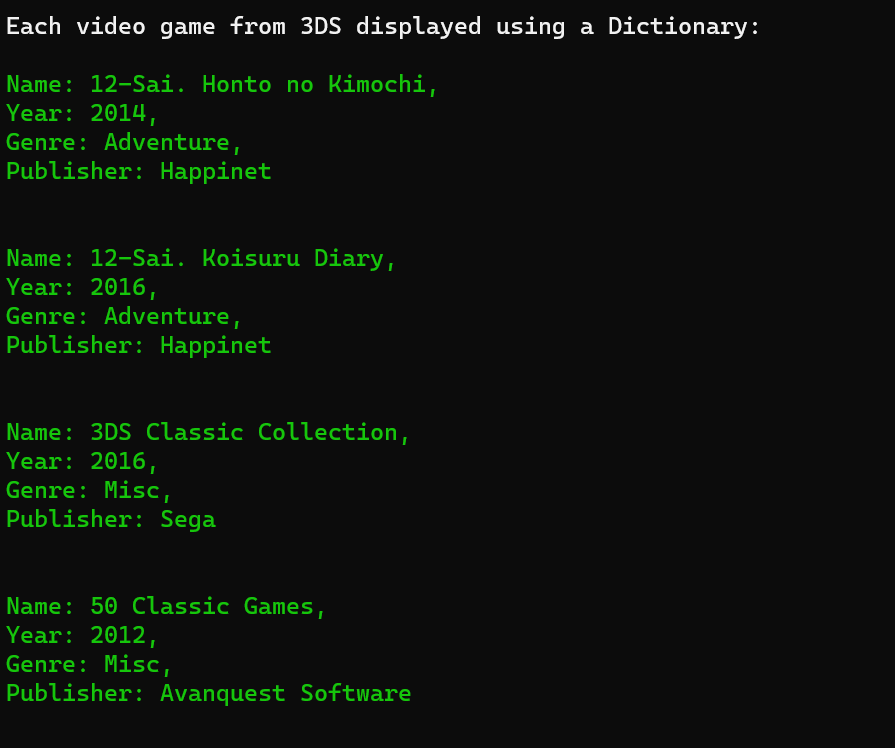 Each video game from 3DS displayed using a Dictionary:
Name: 12-Sai. Honto no Kimochi,
Year: 2014,
Genre: Adventure,
Publisher: Happinet
Name: 12-Sai. Koisuru Diary,
Year: 2016,
Genre: Adventure,
Publisher: Happinet
Name: 3DS Classic Collection,
Year: 2016,
Genre: Misc,
Publisher: Sega
Name: 50 Classic Games,
Year: 2012,
Genre: Misc,
Publisher: Avanquest Software